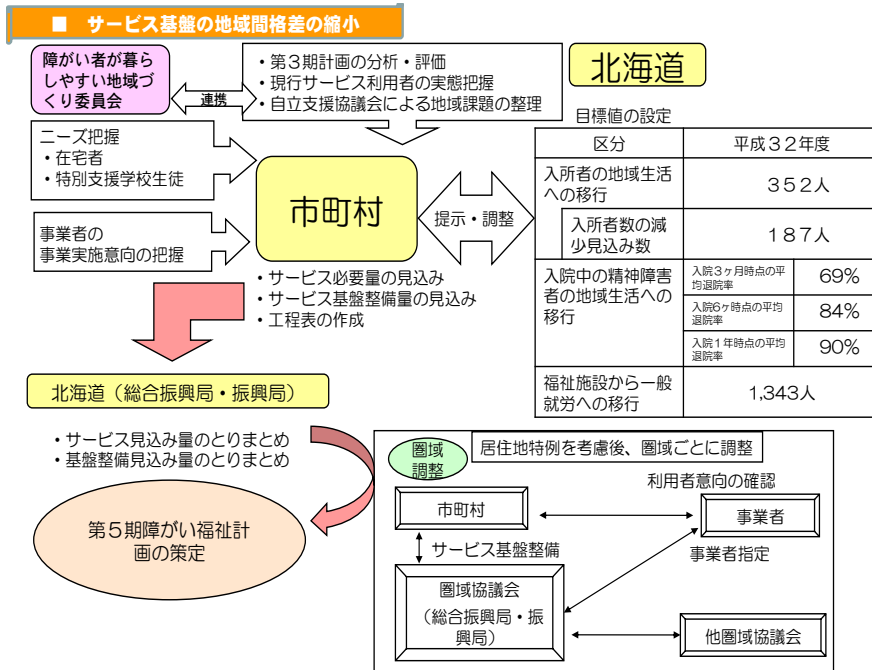 ■ サービス基盤の地域間格差の縮小
障がい者が暮ら
しやすい地域づ
くり委員会
連携
・第３期計画の分析・評価
・現行サービス利用者の実態把握
・自立支援協議会による地域課題の整理
北海道
ニーズ把握
・在宅者
・特別支援学校生徒
事業者の
事業実施意向の把握
市町村
提示・調整
目標値の設定
区分
平成３２年度
入所者の地域生活
への移行
３５２人
入所者数の減
少見込み数
１８７人
入院中の精神障害
者の地域生活への
移行
入院３ヶ月時点の平
均退院率
69%
入院6ヶ時点の平均
退院率
84%
入院１年時点の平均
退院率
90%
福祉施設から一般
就労への移行
1,343人
・サービス必要量の見込み
・サービス基盤整備量の見込み
・工程表の作成
北海道（総合振興局・振興局）
・サービス見込み量のとりまとめ
・基盤整備見込み量のとりまとめ
第５期障がい福祉計
画の策定
圏域
調整
居住地特例を考慮後、圏域ごとに調整
利用者意向の確認
市町村
事業者
サービス基盤整備
事業者指定
圏域協議会
（総合振興局・振
興局）
他圏域協議会